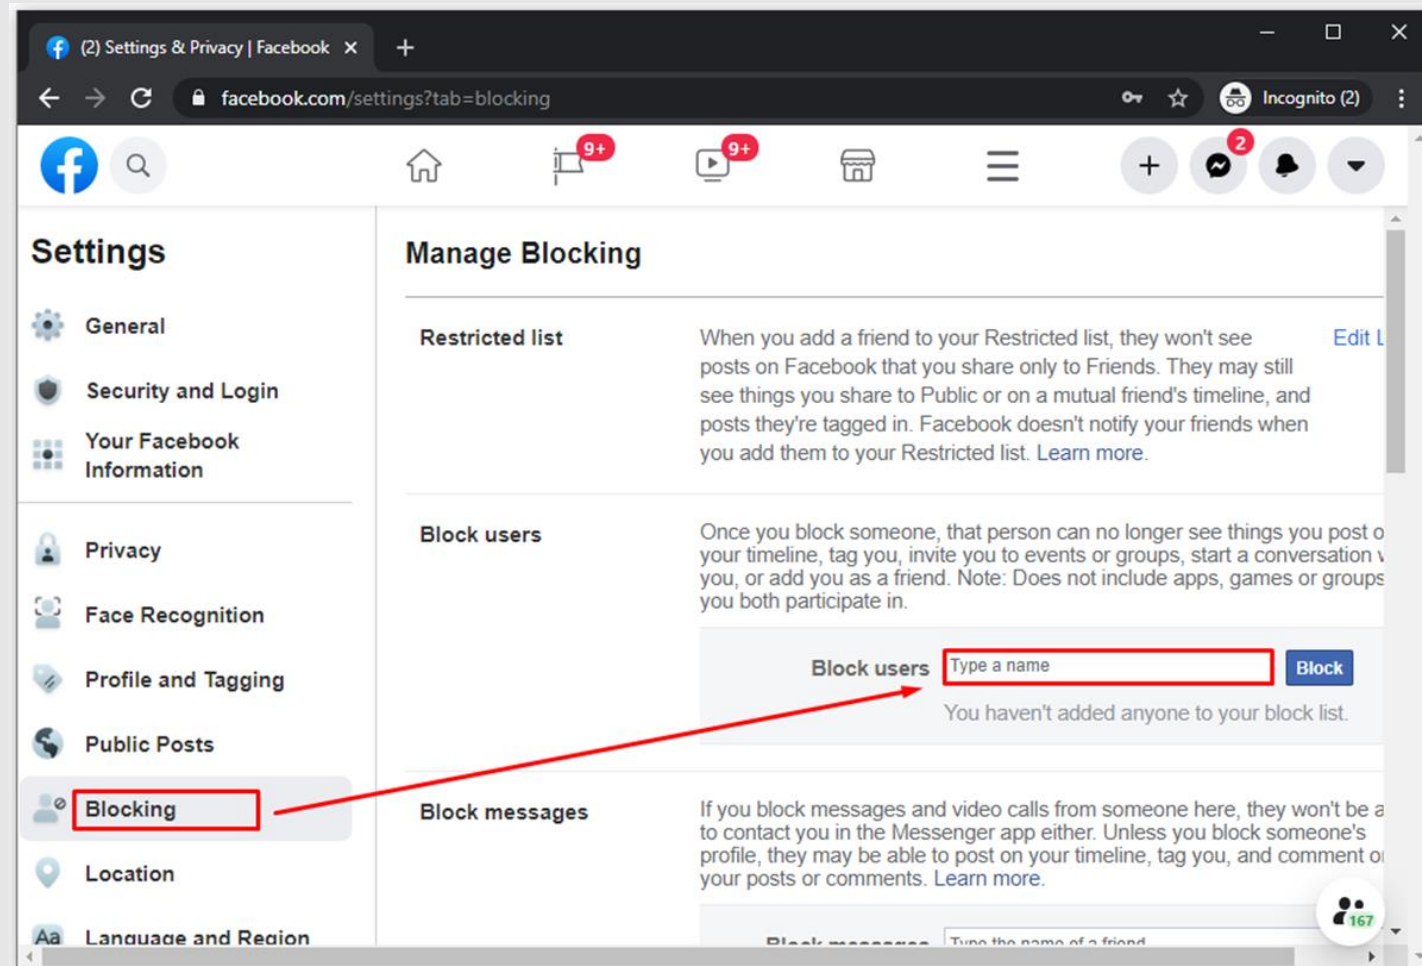 (2) Settings & Privacy | Facebook
facebook.com/settings?tab=blocking
Incognito (2)
9+
9+
2
Settings
General
Security and Login
Your Facebook
Information
Privacy
Face Recognition
Profile and Tagging
Public Posts
Blocking
Location
Aa
Language and Region
Manage Blocking
Restricted list
When you add a friend to your Restricted list, they won't see
posts on Facebook that you share only to Friends. They may still
see things you share to Public or on a mutual friend's timeline, and
posts they're tagged in. Facebook doesn't notify your friends when
you add them to your Restricted list. Learn more.
Edit
Block users
Once you block someone, that person can no longer see things you post
your timeline, tag you, invite you to events or groups, start a conversation
you, or add you as a friend. Note: Does not include apps, games or groups
you both participate in.
Block users
Type a name
Block
You haven't added anyone to your block list.
Block messages
If you block messages and video calls from someone here, they won't be
to contact you in the Messenger app either. Unless you block someone's
profile, they may be able to post on your timeline, tag you, and comment
your posts or comments. Learn more.
Block messages
Type the name of a friend
167